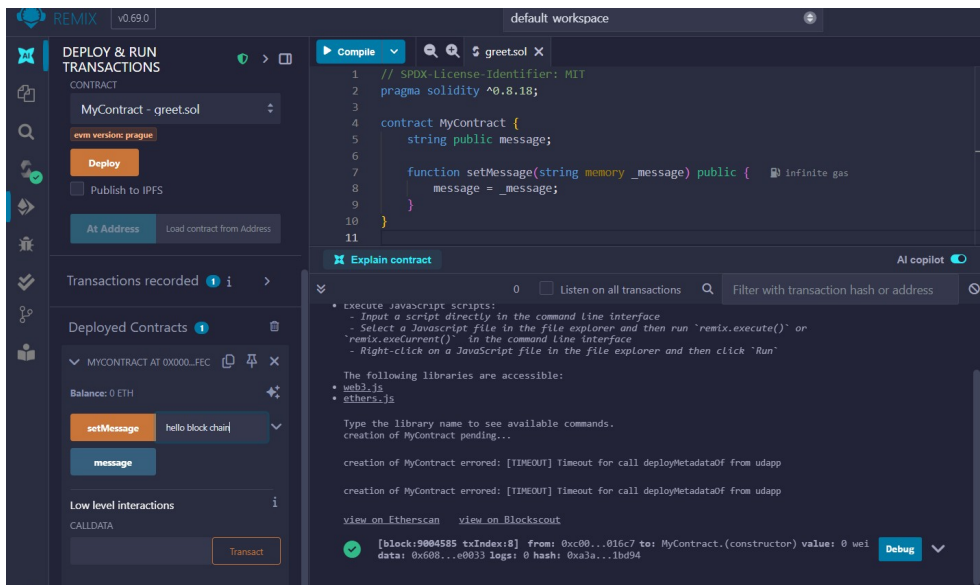 REMIX v0.69.0
default workspace
DEPLOY & RUN
TRANSACTIONS
CONTRACT
MyContract - greet.sol
evm version: prague
Deploy
Publish to IPFS
At Address Load contract from Address
Transactions recorded 1 i
Deployed Contracts 1
MYCONTRACT AT 0X000...FEC
Balance: 0 ETH
setMessage hello block chain
message
Low level interactions i
CALLDATA
Transact
Compile greet.sol
1 // SPDX-License-Identifier: MIT
2 pragma solidity ^0.8.18;
3
4 contract MyContract {
5 string public message;
6
7 function setMessage(string memory _message) public { infinite gas
8 message = _message;
9 }
10 }
11
Explain contract AI copilot
0 Listen on all transactions Filter with transaction hash or address
• Execute JavaScript scripts:
- Input a script directly in the command line interface
- Select a Javascript file in the file explorer and then run `remix.execute()` or
`remix.exeCurrent()` in the command line interface
- Right-click on a JavaScript file in the file explorer and then click `Run`
The following libraries are accessible:
• web3.js
• ethers.js
Type the library name to see available commands.
creation of MyContract pending...
creation of MyContract errored: [TIMEOUT] Timeout for call deployMetadataOf from udapp
creation of MyContract errored: [TIMEOUT] Timeout for call deployMetadataOf from udapp
view on Etherscan view on Blockscout
[block:9004585 txIndex:8] from: 0xc00...016c7 to: MyContract.(constructor) value: 0 wei
data: 0x608...e0033 logs: 0 hash: 0xa3a...1bd94
Debug